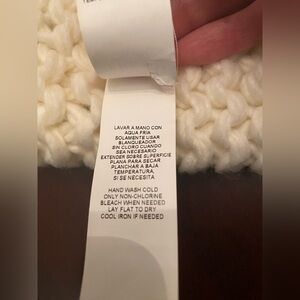 LAVAR A MANO CON
AGUA FRIA
SOLAMENTE USAR
BLANQUEADOR
SIN CLORO CUANDO
SEA NECESARIO
EXTENDER SOBRE SUPERFICIE
PLANA PARA SECAR
PLANCHAR A BAJA
TEMPERATURA,
SI SE NECESITA
HAND WASH COLD
ONLY NON-CHLORINE
BLEACH WHEN NEEDED
LAY FLAT TO DRY
COOL IRON IF NEEDED